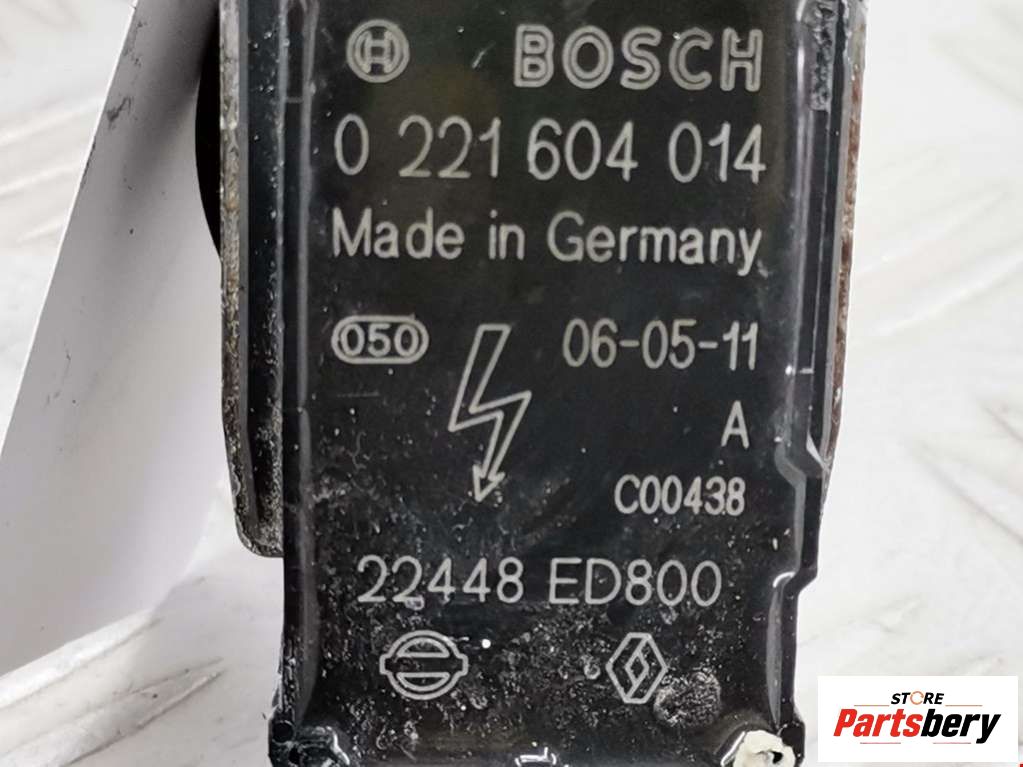 BOSCH
0 221 604 014
Made in Germany
050 06-05-11
A
C00438
22448 ED800
STORE
Partsbery